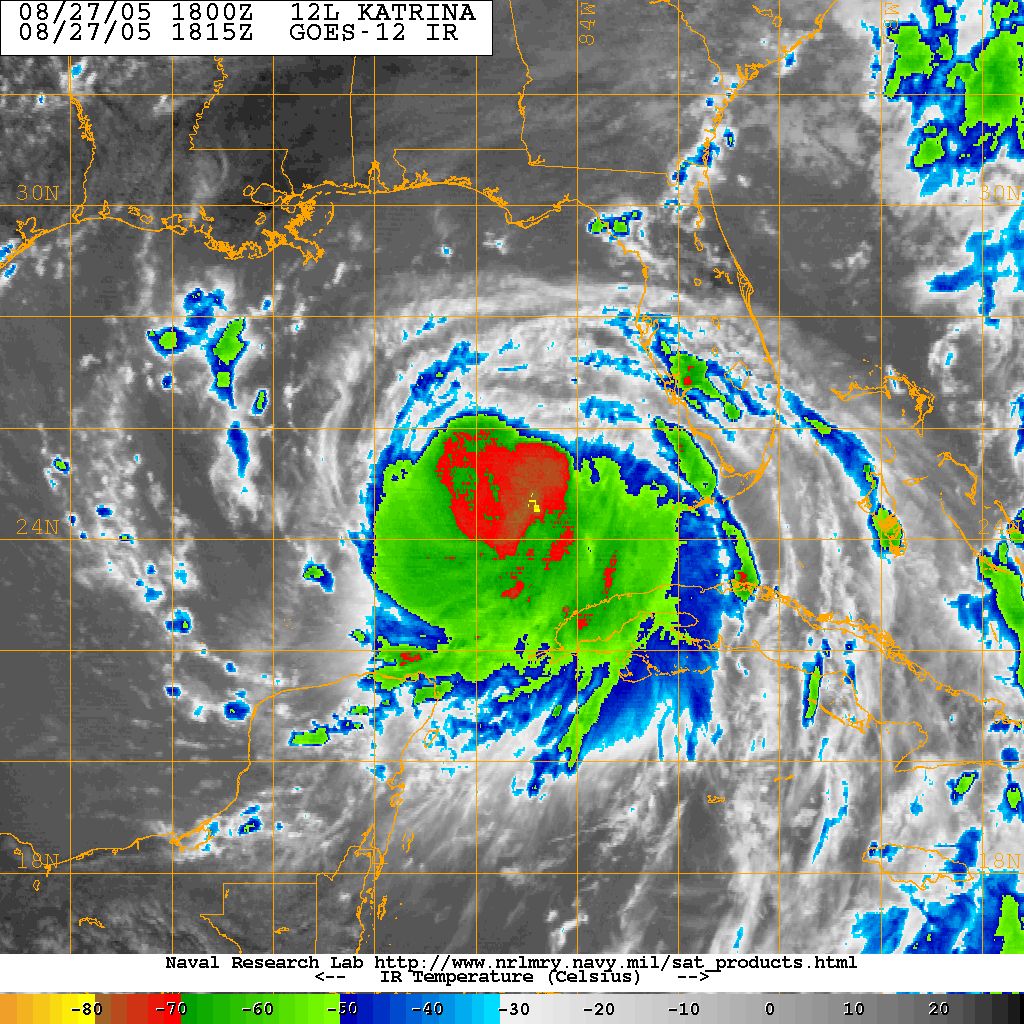 08/27/05 1800Z 12L KATRINA
08/27/05 1815Z GOES-12 IR
84W
30N 30N
24N 24N
18N 18N
Naval Research Lab http://www.nrlmry.navy.mil/sat_products.html
<-- IR Temperature (Celsius) -->
-80 -70 -60 -50 -40 -30 -20 -10 0 10 20